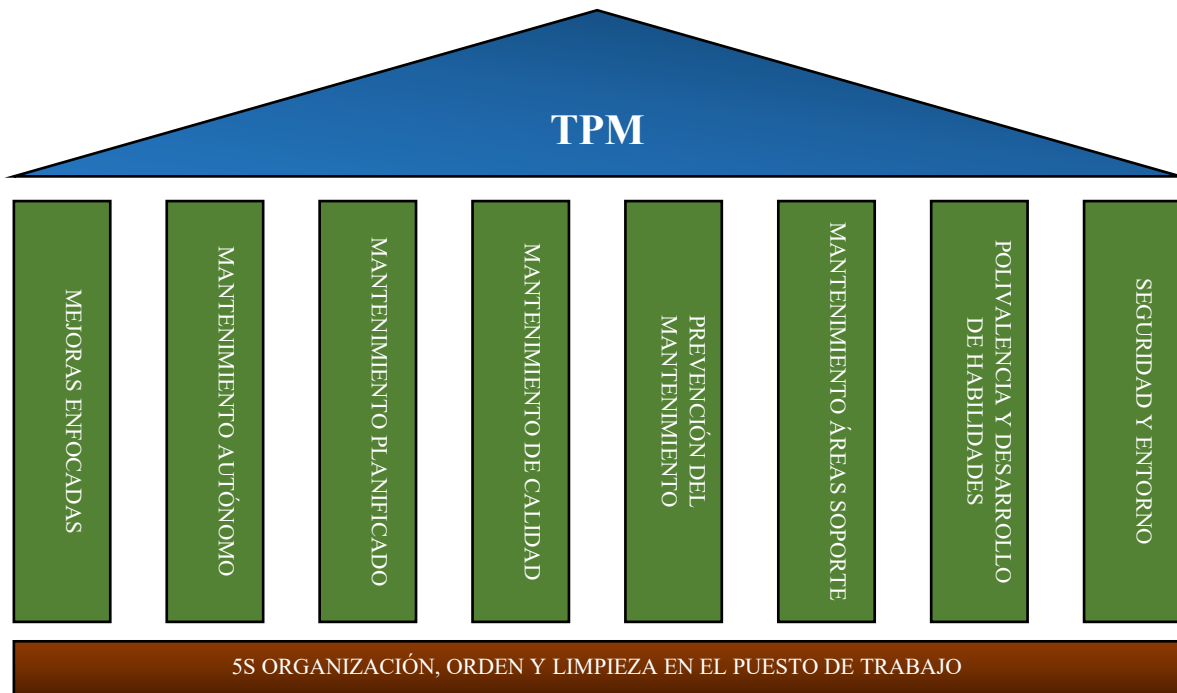 TPM
MEJORAS ENFOCADAS
MANTENIMIENTO AUTÓNOMO
MANTENIMIENTO PLANIFICADO
MANTENIMIENTO DE CALIDAD
PREVENCIÓN DEL
MANTENIMIENTO
MANTENIMIENTO ÁREAS SOPORTE
POLIVALENCIA Y DESARROLLO
DE HABILIDADES
SEGURIDAD Y ENTORNO
5S ORGANIZACIÓN, ORDEN Y LIMPIEZA EN EL PUESTO DE TRABAJO